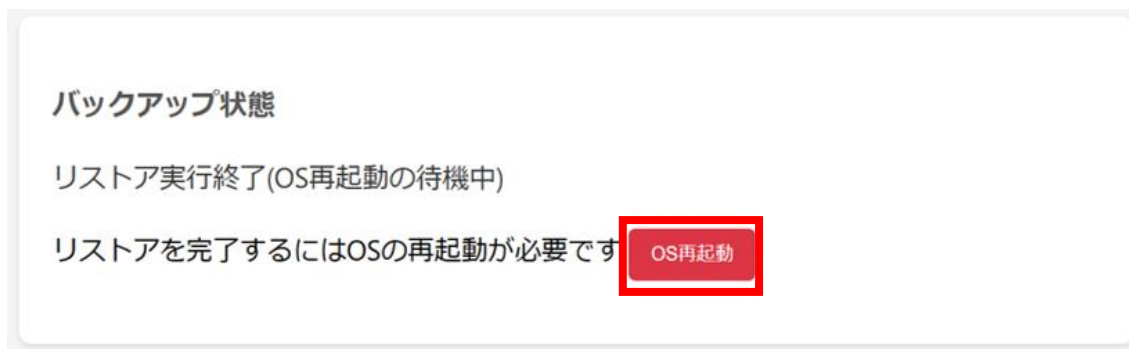 バックアップ状態
リストア実行終了(OS再起動の待機中)
リストアを完了するにはOSの再起動が必要です OS再起動